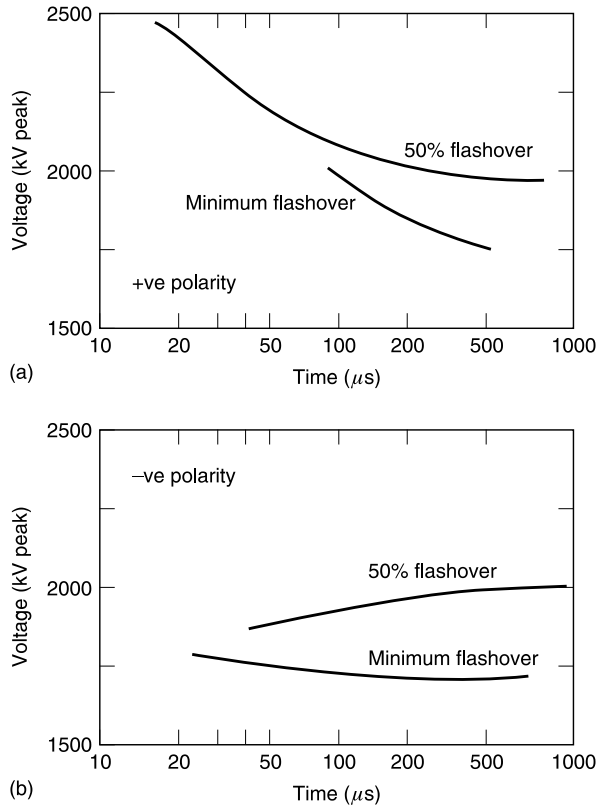 2500
2000
1500
Voltage (kV peak)
50% flashover
Minimum flashover
+ve polarity
10 20 50 100 200 500 1000
(a)
Time (μs)
2500
2000
1500
Voltage (kV peak)
−ve polarity
50% flashover
Minimum flashover
10 20 50 100 200 500 1000
(b)
Time (μs)